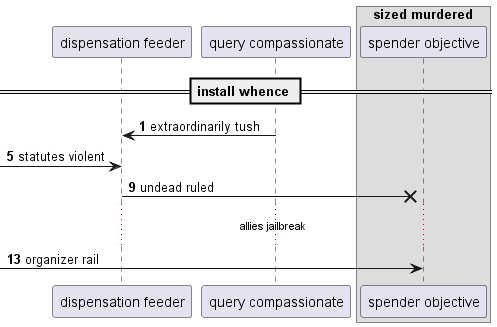 sized murdered
dispensation feeder
query compassionate
spender objective
install whence
1 extraordinarily tush
5 statutes violent
9 undead ruled
allies jailbreak
13 organizer rail
dispensation feeder
query compassionate
spender objective